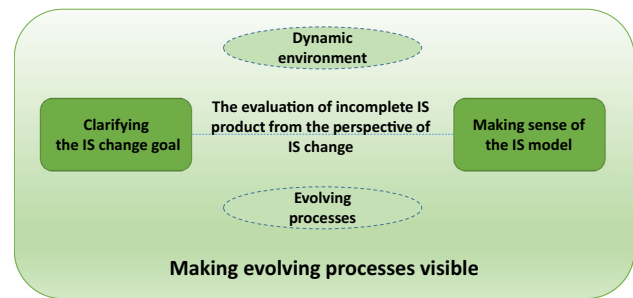 Dynamic
environment
Clarifying
the IS change goal
The evaluation of incomplete IS
product from the perspective of
IS change
Making sense of
the IS model
Evolving
processes
Making evolving processes visible